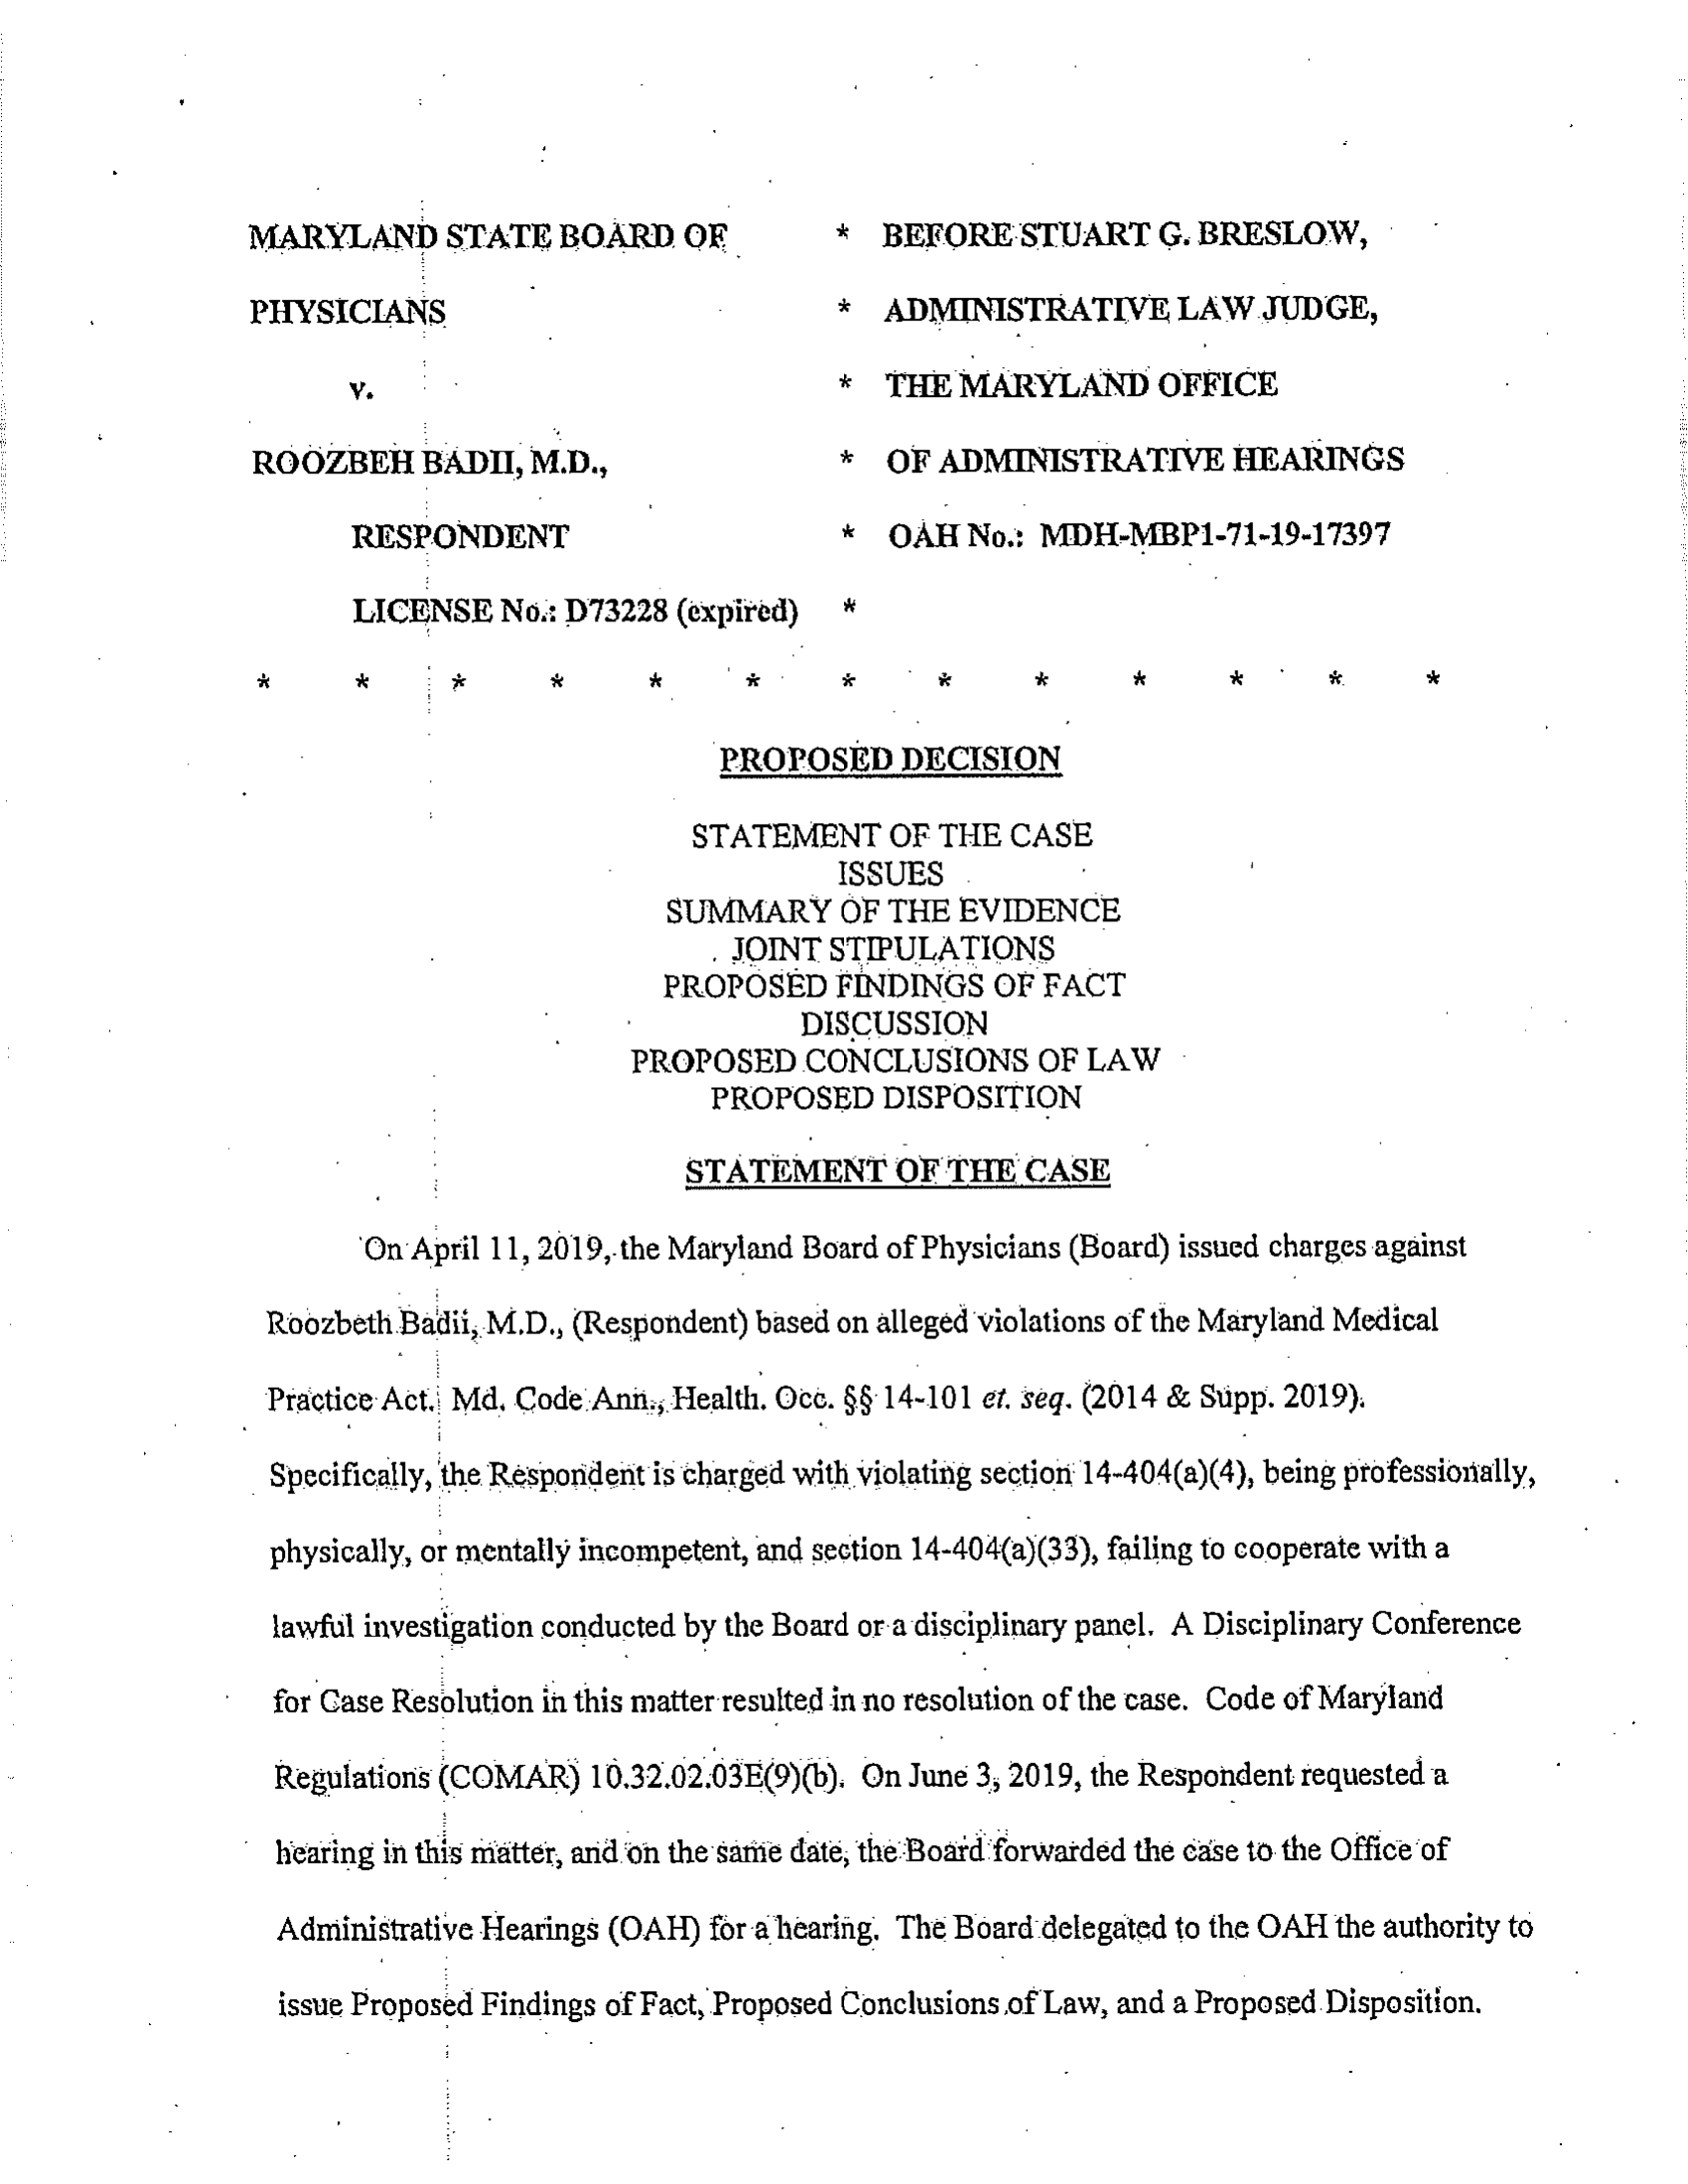 MARYLAND STATE BOARD OF * BEFORE STUART G. BRESLOW,
PHYSICIANS * ADMINISTRATIVE LAW JUDGE,
v. * THE MARYLAND OFFICE
ROOZBEH BADII, M.D., * OF ADMINISTRATIVE HEARINGS
RESPONDENT * OAH No.: MDH-MBP1-71-19-17397
LICENSE No.: D73228 (expired) *
* * * * * * * * * * * * *
PROPOSED DECISION
STATEMENT OF THE CASE
ISSUES
SUMMARY OF THE EVIDENCE
JOINT STIPULATIONS
PROPOSED FINDINGS OF FACT
DISCUSSION
PROPOSED CONCLUSIONS OF LAW
PROPOSED DISPOSITION
STATEMENT OF THE CASE
On April 11, 2019, the Maryland Board of Physicians (Board) issued charges against
Roozbeth Badii, M.D., (Respondent) based on alleged violations of the Maryland Medical
Practice Act. Md. Code Ann., Health. Occ. §§ 14-101 et. seq. (2014 & Supp. 2019).
Specifically, the Respondent is charged with violating section 14-404(a)(4), being professionally,
physically, or mentally incompetent, and section 14-404(a)(33), failing to cooperate with a
lawful investigation conducted by the Board or a disciplinary panel. A Disciplinary Conference
for Case Resolution in this matter resulted in no resolution of the case. Code of Maryland
Regulations (COMAR) 10.32.02.03E(9)(b). On June 3, 2019, the Respondent requested a
hearing in this matter, and on the same date, the Board forwarded the case to the Office of
Administrative Hearings (OAH) for a hearing. The Board delegated to the OAH the authority to
issue Proposed Findings of Fact, Proposed Conclusions of Law, and a Proposed Disposition.